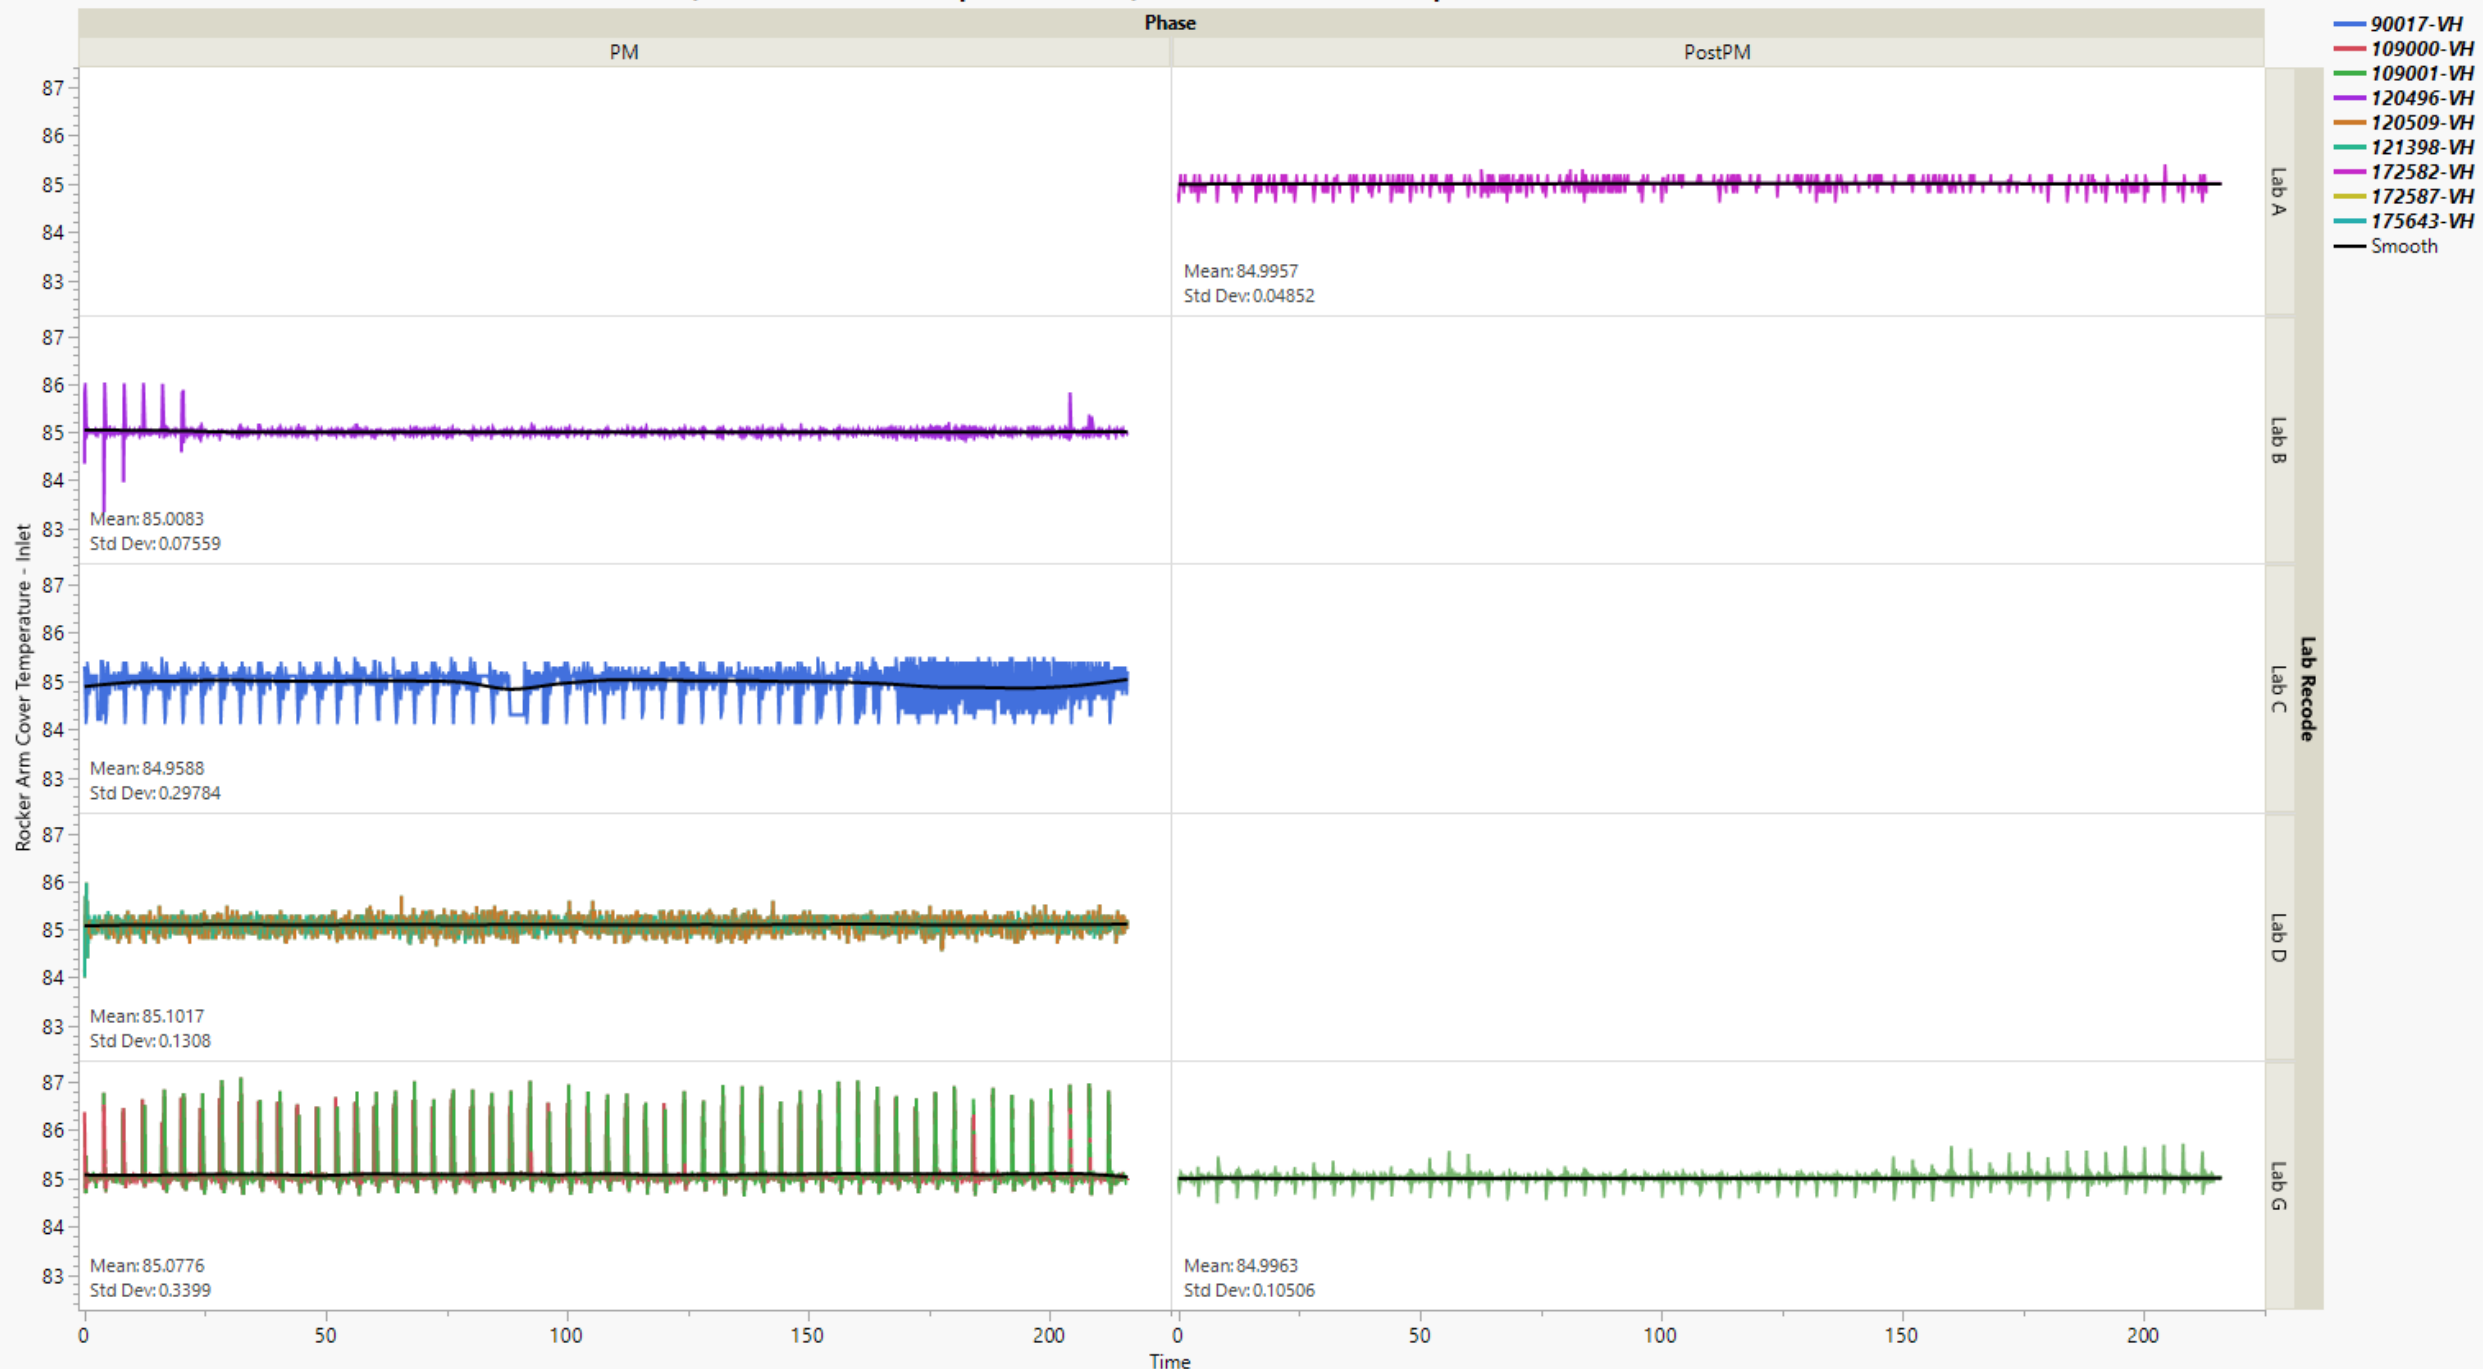 Phase
PM
PostPM
90017-VH
109000-VH
109001-VH
120496-VH
120509-VH
121398-VH
172582-VH
172587-VH
175643-VH
Smooth
Rocker Arm Cover Temperature - Inlet
87
86
85
84
83
Mean: 84.9957
Std Dev: 0.04852
Lab A
87
86
85
84
83
Mean: 85.0083
Std Dev: 0.07559
Lab B
87
86
85
84
83
Mean: 84.9588
Std Dev: 0.29784
Lab C
Lab Recode
87
86
85
84
83
Mean: 85.1017
Std Dev: 0.1308
Lab D
87
86
85
84
83
Mean: 85.0776
Std Dev: 0.3399
Mean: 84.9963
Std Dev: 0.10506
Lab G
0 50 100 150 200 0 50 100 150 200
Time